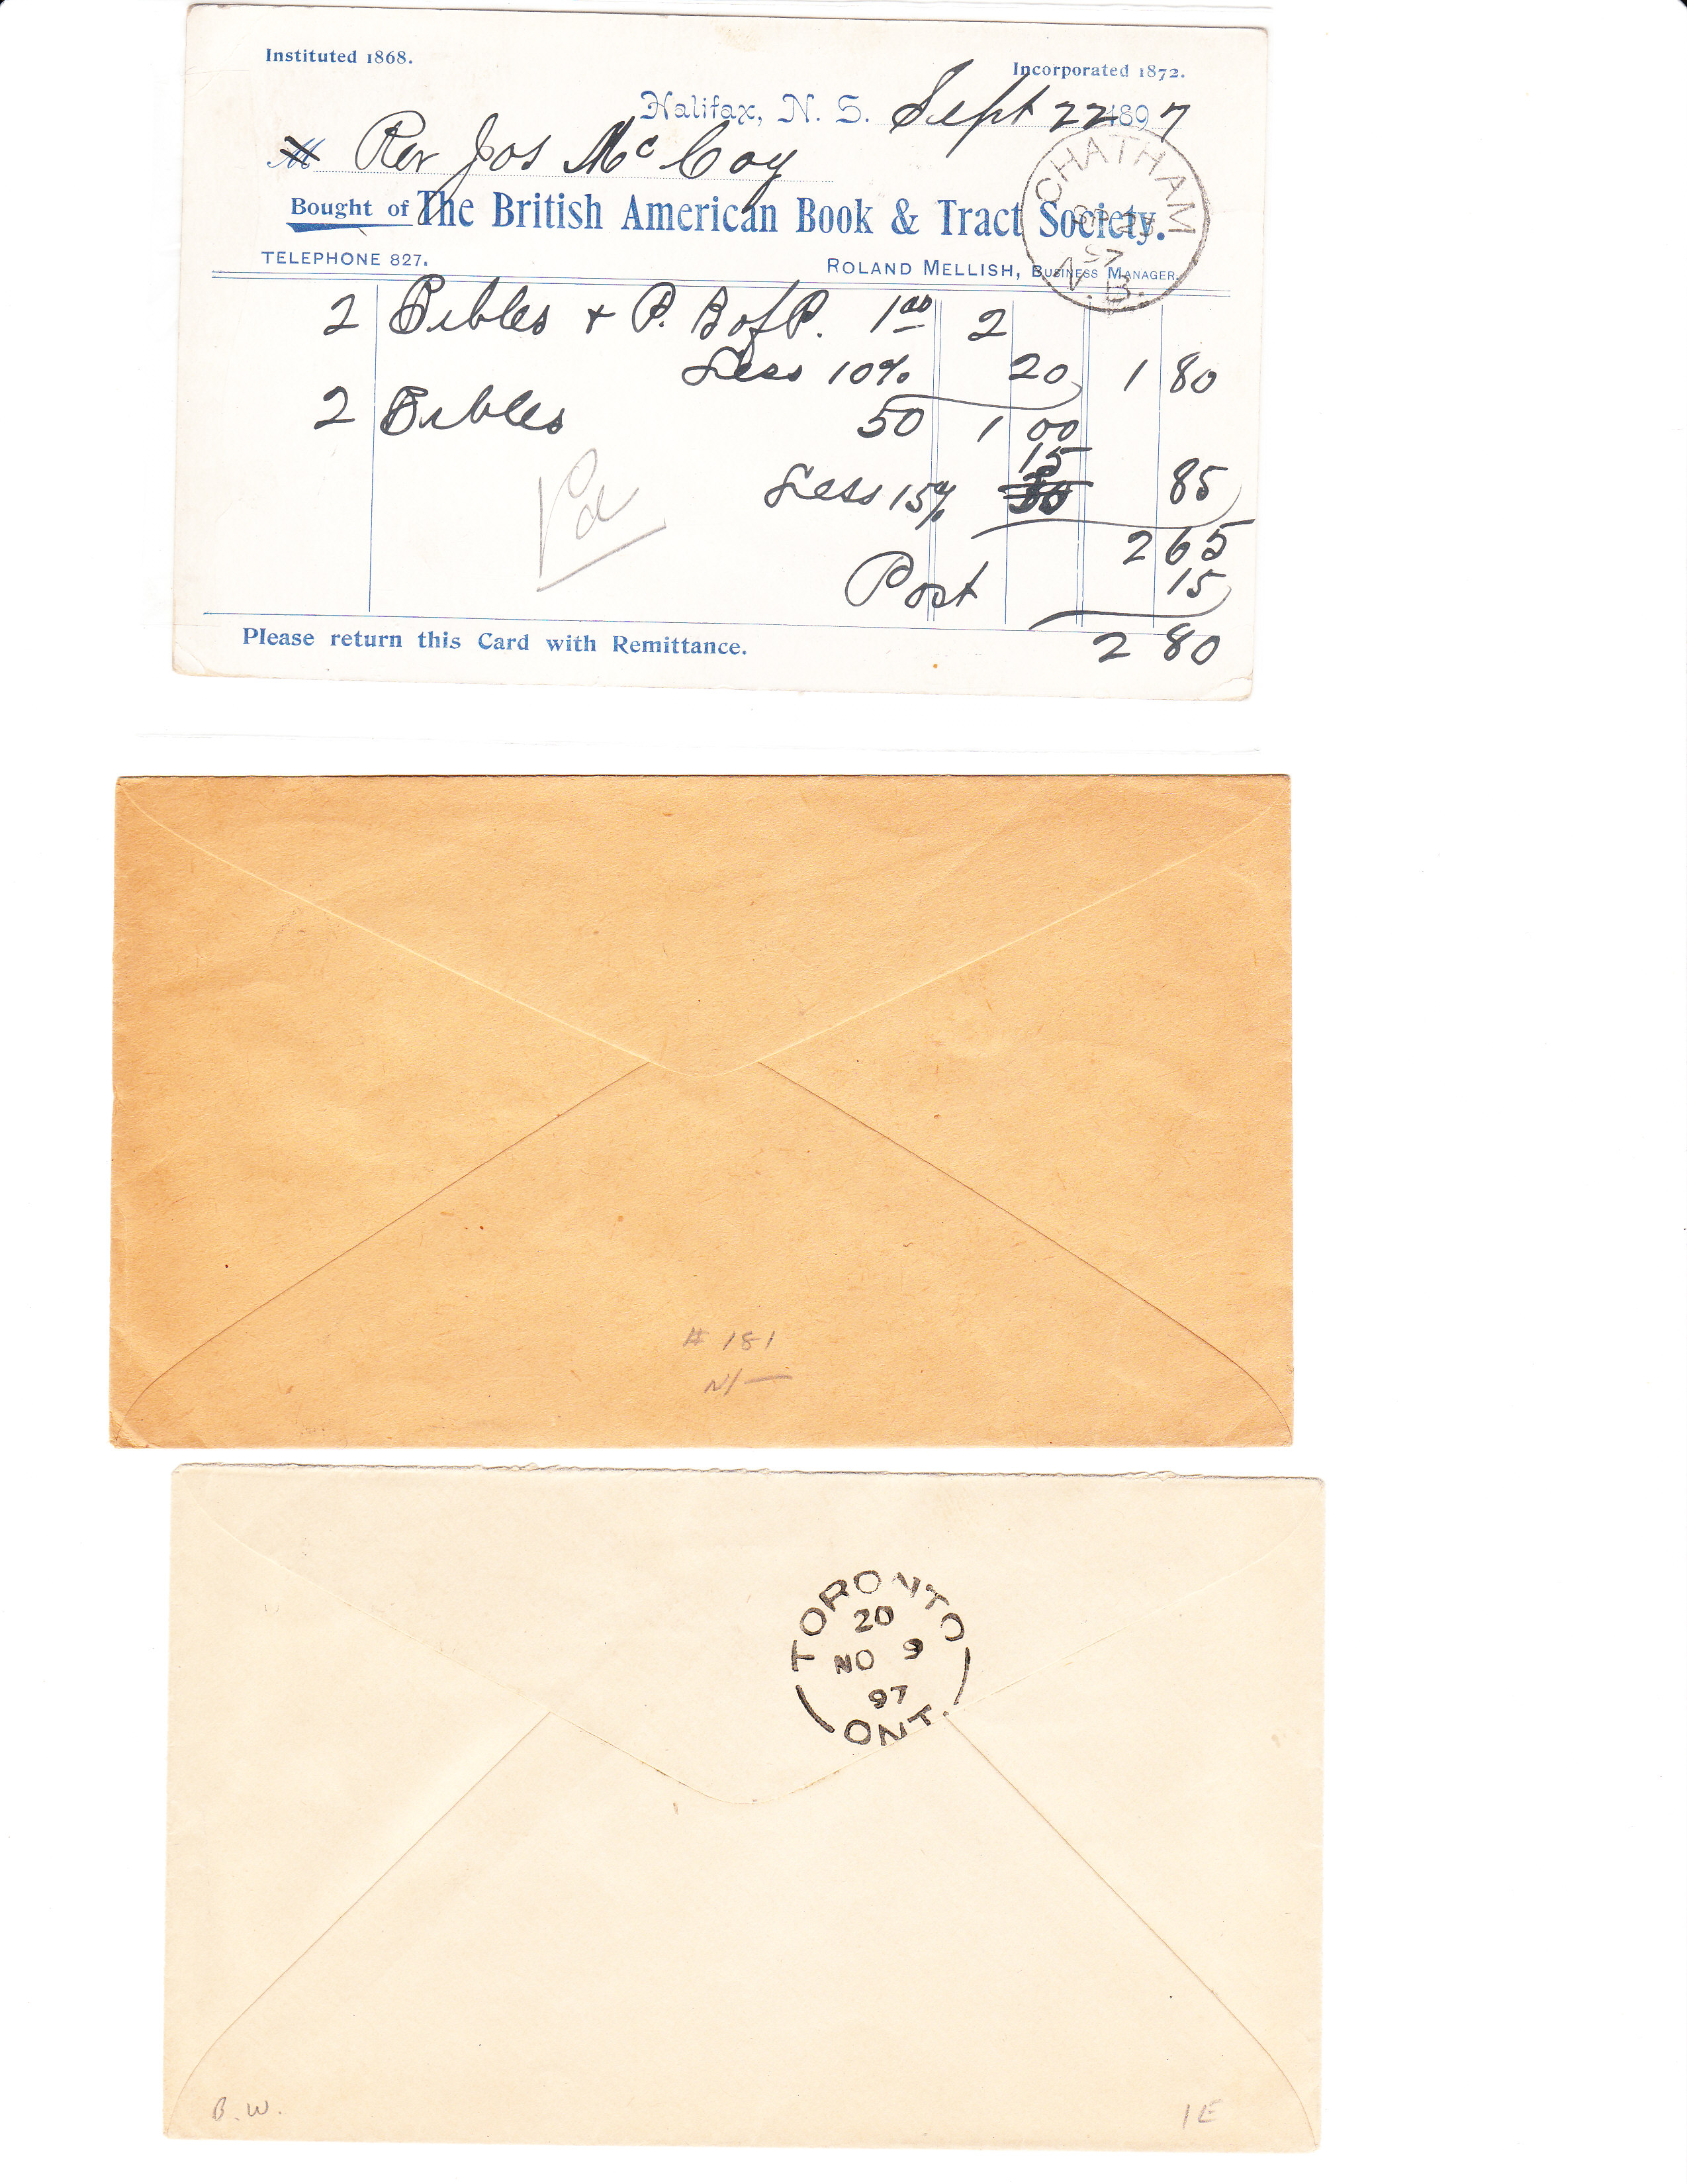 Instituted 1868.
Incorporated 1872.
Halifax, N. S. Sept 22 1897
M Rev Jos McCoy
Bought of The British American Book & Tract Society.
TELEPHONE 827.
ROLAND MELLISH, BUSINESS MANAGER.
CHATHAM
SP 23
97
N.B.
2 Bibles + P. B of P. 1 00 2
Less 10% 20 1 80
2 Bibles 50 1 00
15
Less 15% 85
2 65
Post 15
2 80
Pd
Please return this Card with Remittance.
# 181
N/—
TORONTO
20
NO 9
97
ONT.
B.W.
1E